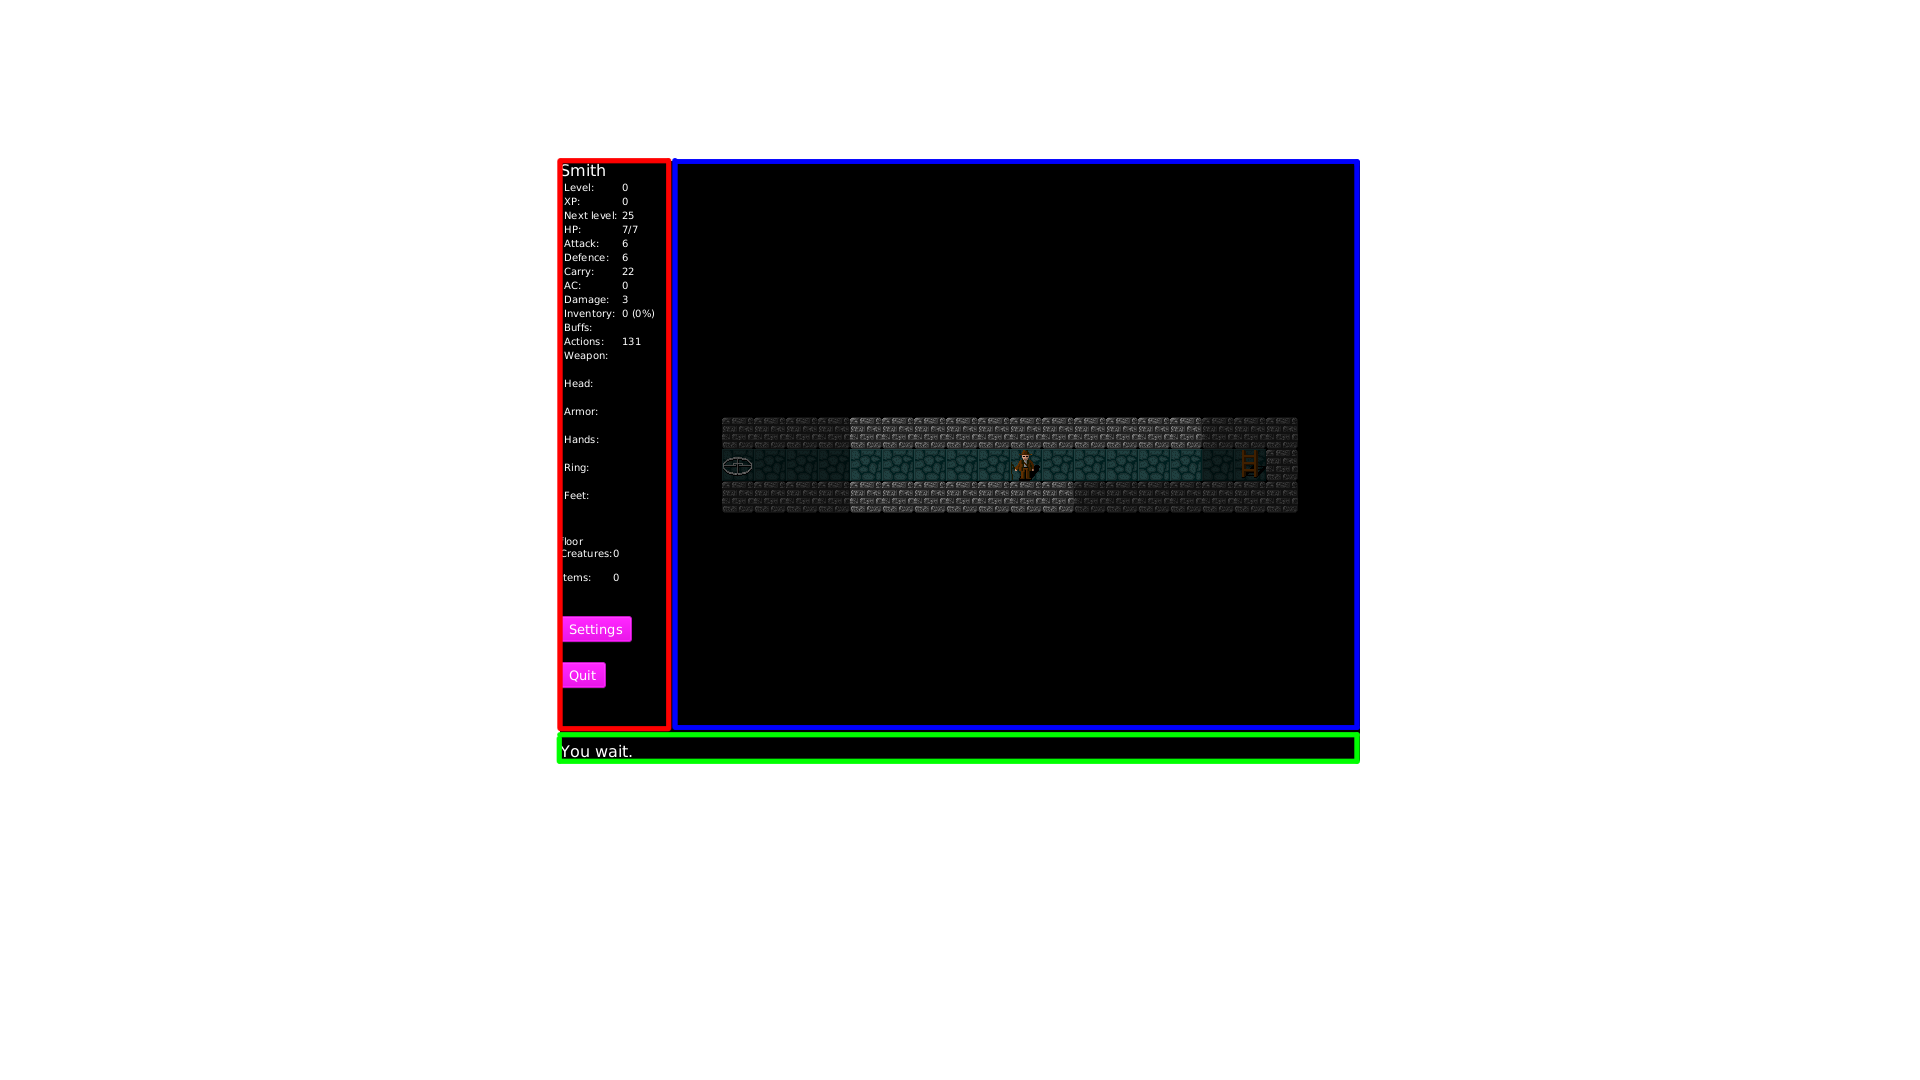 Smith
Level: 0
XP: 0
Next level: 25
HP: 7/7
Attack: 6
Defence: 6
Carry: 22
AC: 0
Damage: 3
Inventory: 0 (0%)
Buffs:
Actions: 131
Weapon:
Head:
Armor:
Hands:
Ring:
Feet:
floor
Creatures:0
Items: 0
Settings
Quit
You wait.